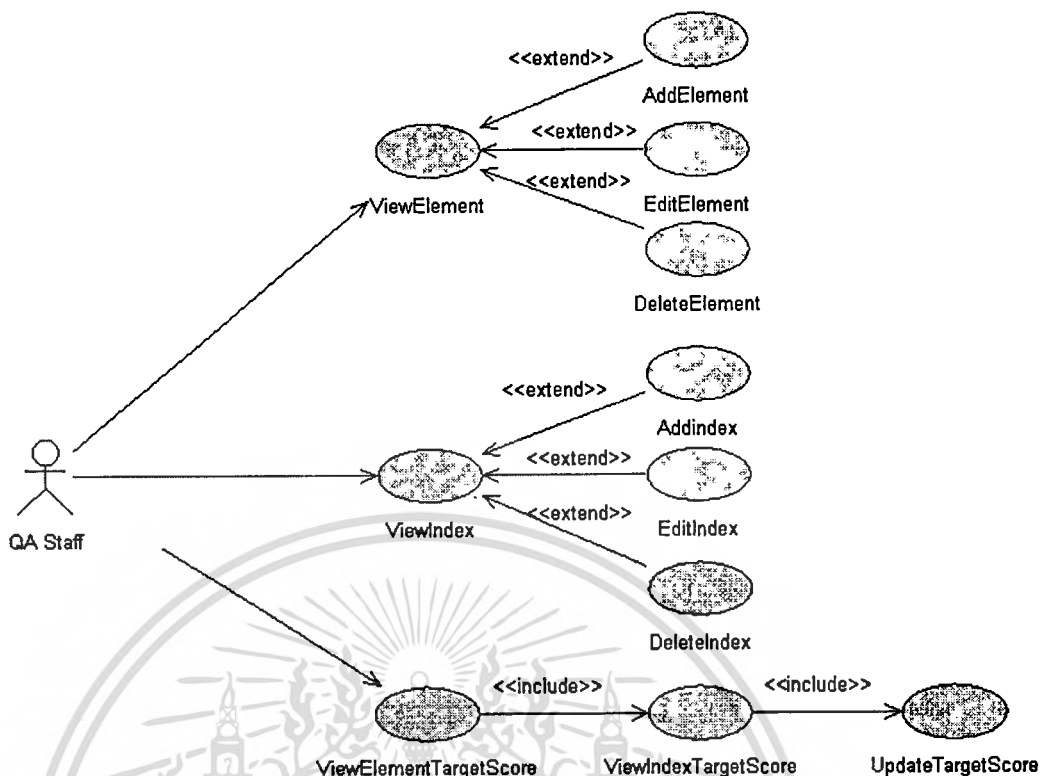 <<extend>>
AddElement
<<extend>>
ViewElement
EditElement
<<extend>>
DeleteElement
<<extend>>
Addindex
<<extend>>
ViewIndex
EditIndex
<<extend>>
DeleteIndex
QA Staff
<<include>>
<<include>>
ViewElementTargetScore
ViewIndexTargetScore
UpdateTargetScore